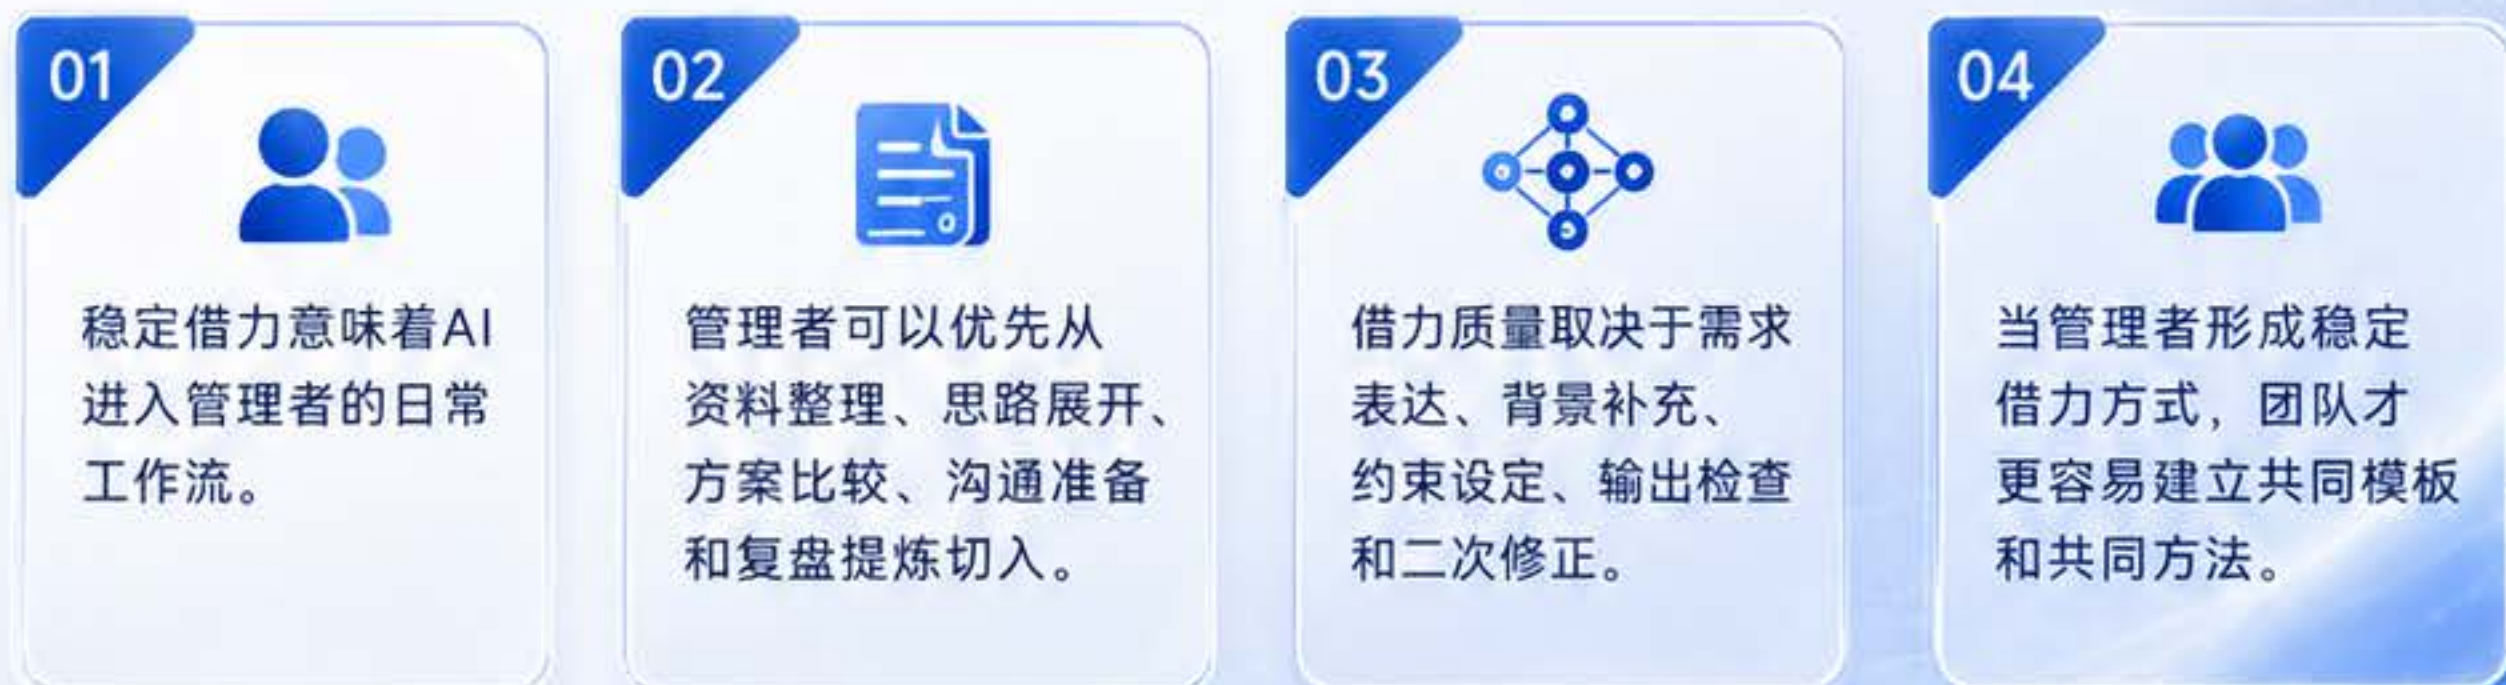 01
稳定借力意味着AI
进入管理者的日常
工作流。
02
管理者可以优先从
资料整理、思路展开、
方案比较、沟通准备
和复盘提炼切入。
03
借力质量取决于需求
表达、背景补充、
约束设定、输出检查
和二次修正。
04
当管理者形成稳定
借力方式，团队才
更容易建立共同模板
和共同方法。